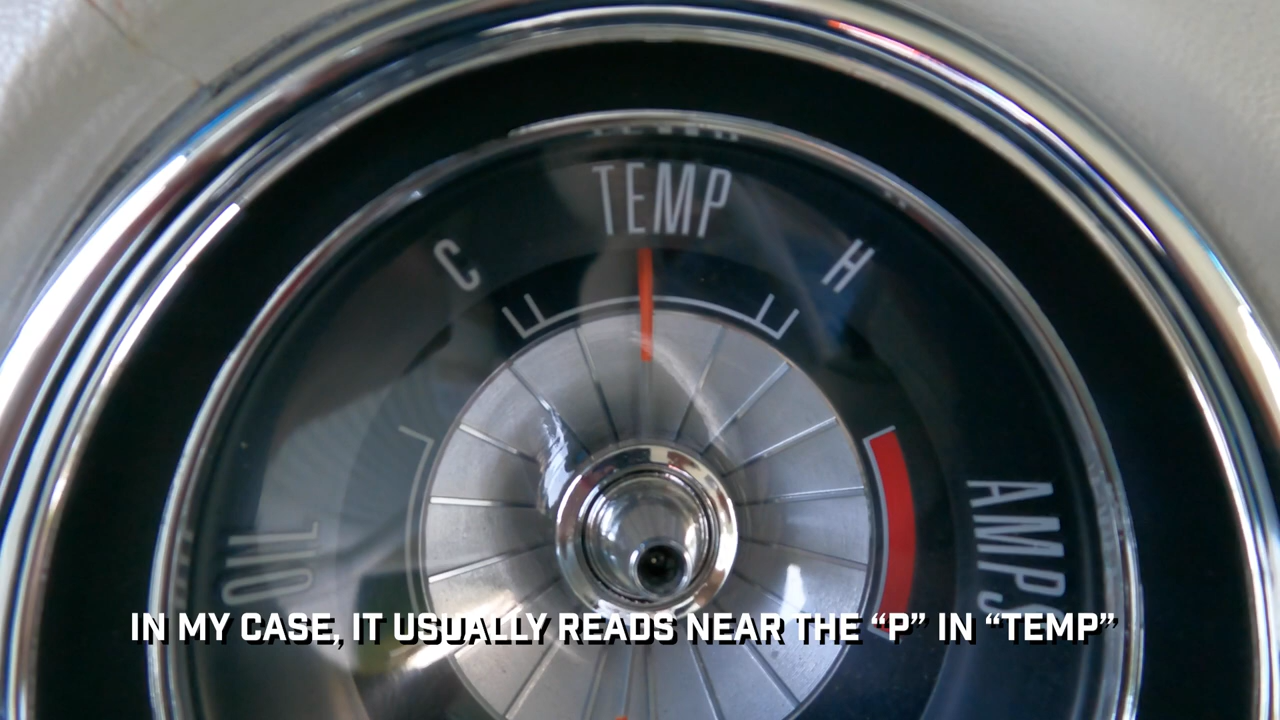 TEMP
C
H
OIL
AMPS
IN MY CASE, IT USUALLY READS NEAR THE “P” IN “TEMP”